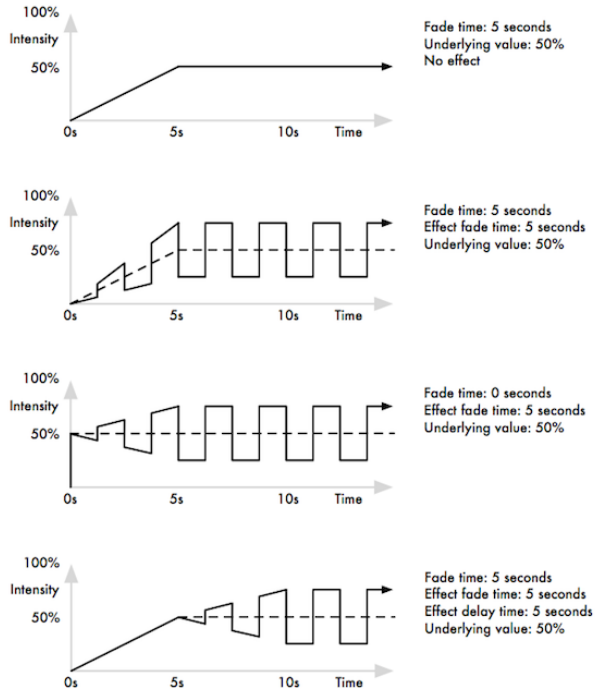 100%
Intensity
50%
0s 5s 10s Time
Fade time: 5 seconds
Underlying value: 50%
No effect
100%
Intensity
50%
0s 5s 10s Time
Fade time: 5 seconds
Effect fade time: 5 seconds
Underlying value: 50%
100%
Intensity
50%
0s 5s 10s Time
Fade time: 0 seconds
Effect fade time: 5 seconds
Underlying value: 50%
100%
Intensity
50%
0s 5s 10s Time
Fade time: 5 seconds
Effect fade time: 5 seconds
Effect delay time: 5 seconds
Underlying value: 50%